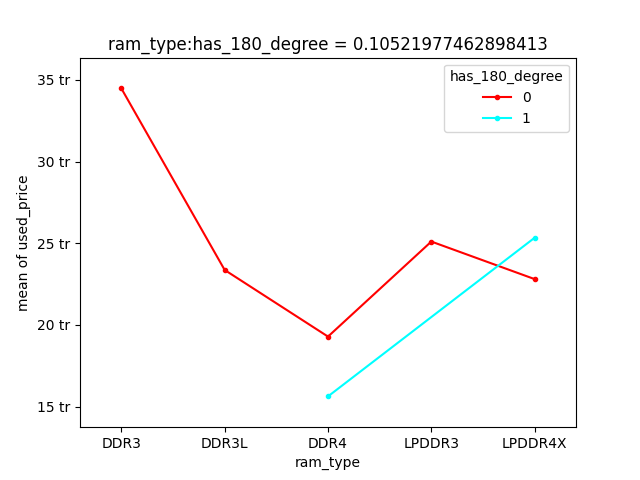 ram_type:has_180_degree = 0.10521977462898413
has_180_degree
0
1
35 tr
30 tr
25 tr
20 tr
15 tr
mean of used_price
DDR3 DDR3L DDR4 LPDDR3 LPDDR4X
ram_type